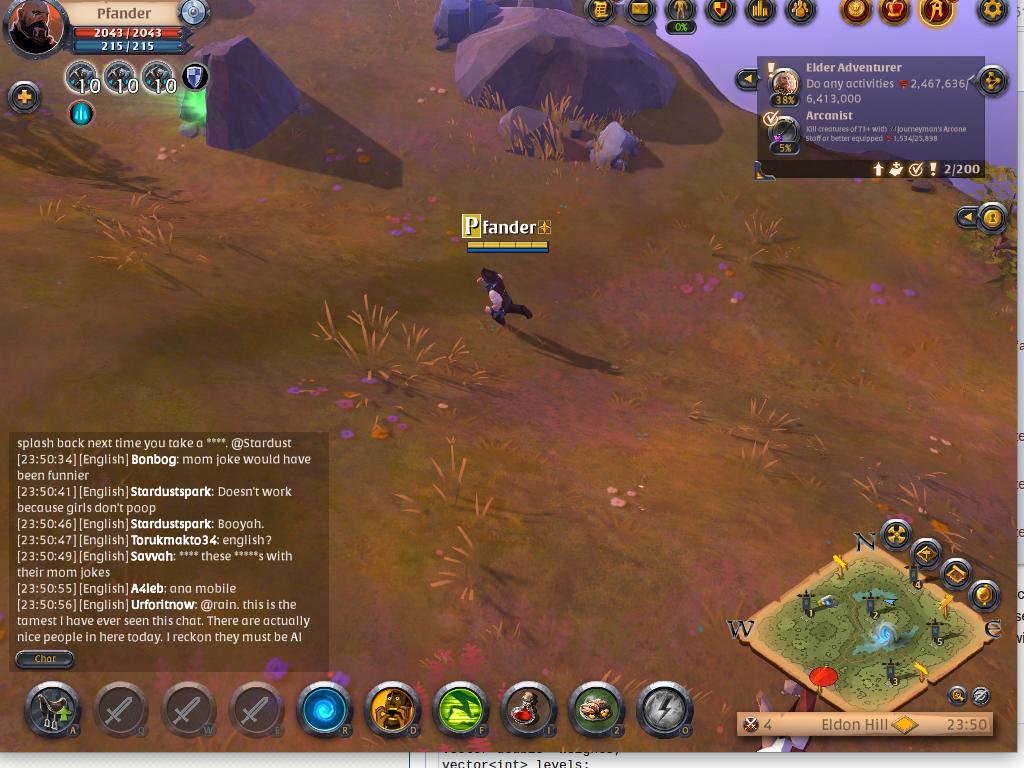 Pfander
2043 / 2043
215 / 215
10 10 10
0%
Elder Adventurer
Do any activities 2,467,636/
6,413,000
38%
Arcanist
Kill creatures of T3+ with Journeyman's Arcane
Staff or better equipped 1,534/25,898
5%
2/200
Pfander
splash back next time you take a ****. @Stardust
[23:50:34] [English] Bonbog: mom joke would have
been funnier
[23:50:41] [English] Stardustspark: Doesn't work
because girls don't poop
[23:50:46] [English] Stardustspark: Booyah.
[23:50:47] [English] Torukmakto34: english?
[23:50:49] [English] Savvah: **** these *****s with
their mom jokes
[23:50:55] [English] A4leb: ana mobile
[23:50:56] [English] Urforitnow: @rain. this is the
tamest I have ever seen this chat. There are actually
nice people in here today. I reckon they must be AI
Chat
A Q W E R D F 1 2 O
N
W
E
1 2 3 4 5
4 Eldon Hill 23:50
vector<int> levels;